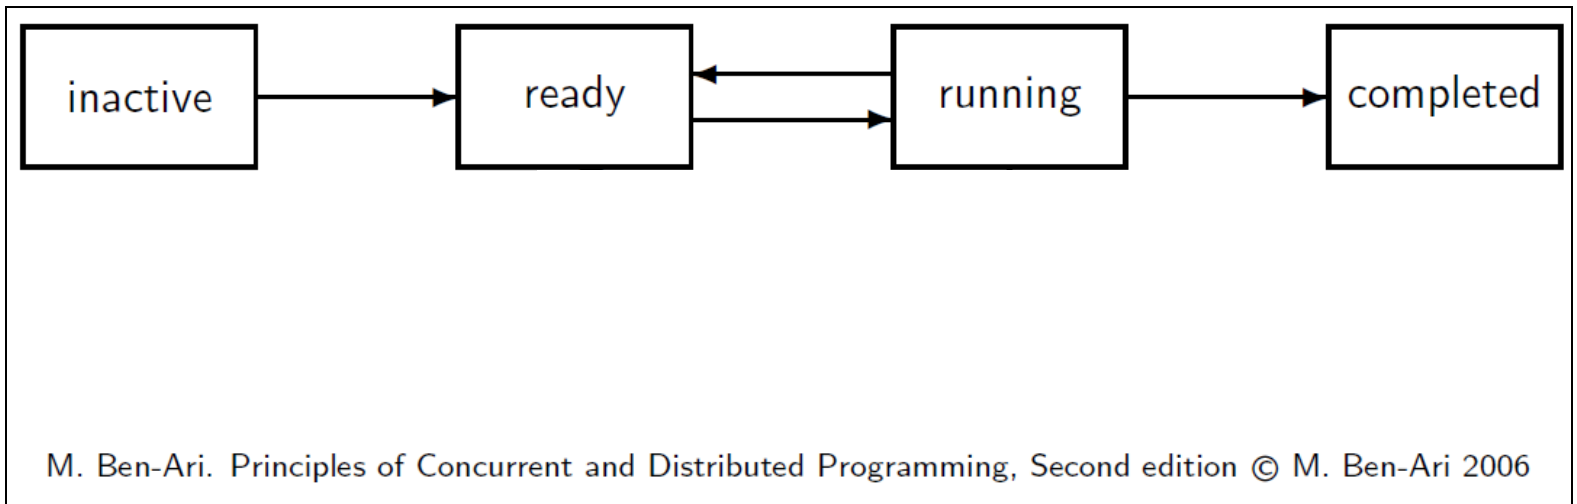 inactive
ready
running
completed
M. Ben-Ari. Principles of Concurrent and Distributed Programming, Second edition © M. Ben-Ari 2006